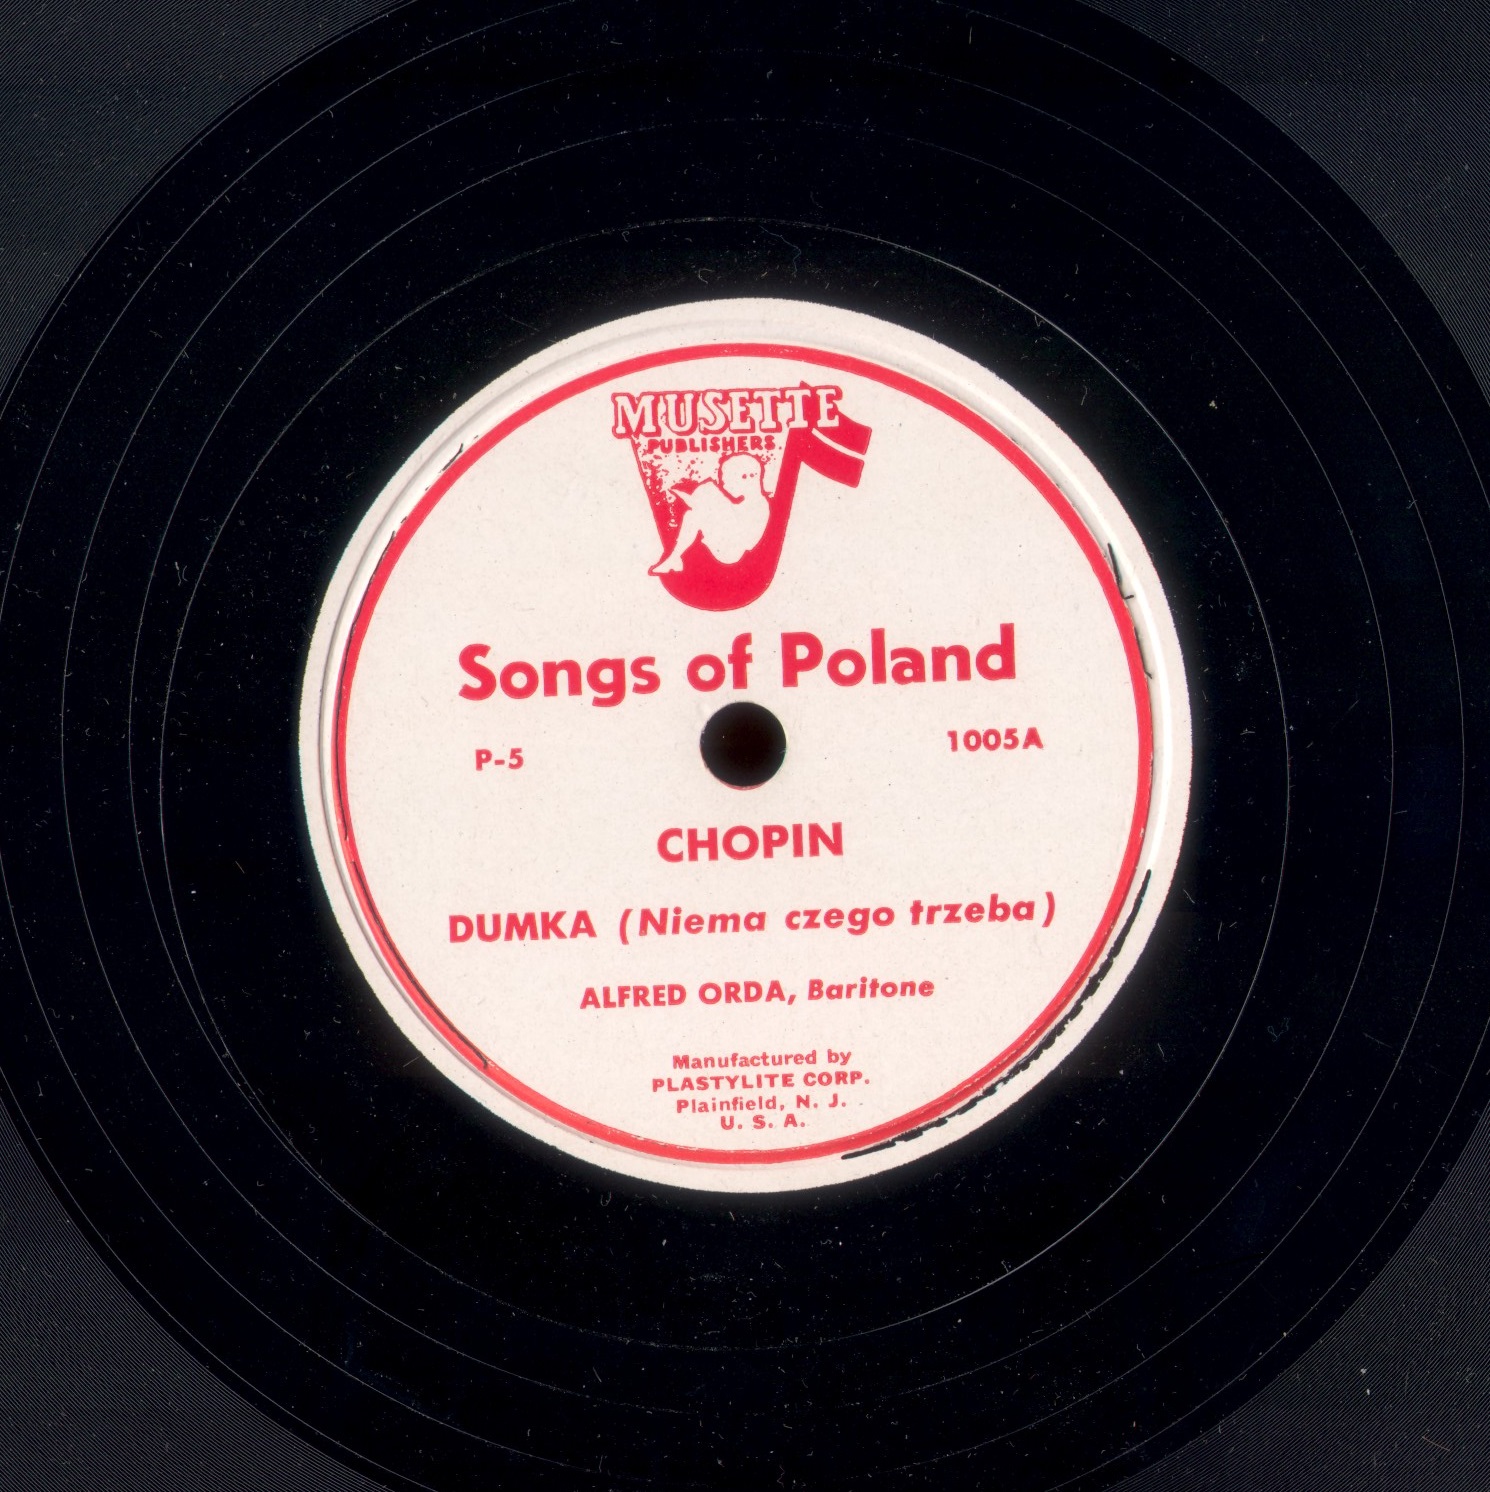 MUSETTE
PUBLISHERS
Songs of Poland
P-5 1005A
CHOPIN
DUMKA (Niema czego trzeba)
ALFRED ORDA, Baritone
Manufactured by
PLASTYLITE CORP.
Plainfield, N. J.
U. S. A.